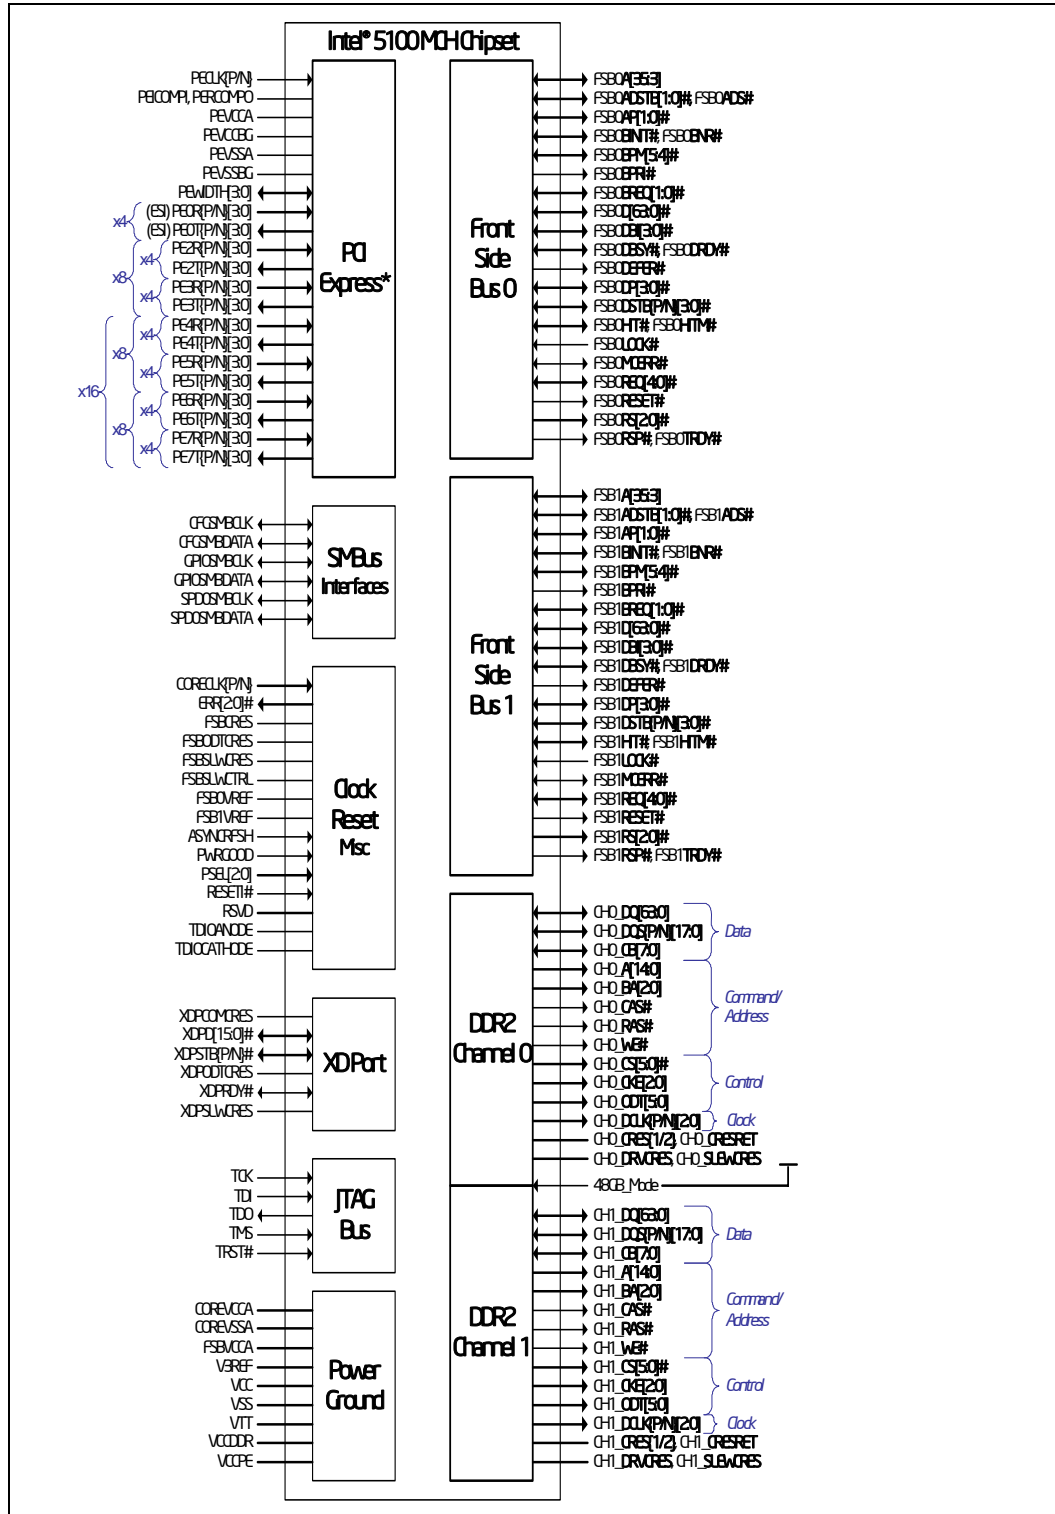 Intel® 5100 MCH Chipset
PECLK{P/N}
PEICOMPI, PERCOMPO
PEVCCA
PEVCCBG
PEVSSA
PEVSSBG
PEWIDTH[3:0]
(ESI) PE0R{P/N}[3:0]
(ESI) PE0T{P/N}[3:0]
PE2R{P/N}[3:0]
PE2T{P/N}[3:0]
PE3R{P/N}[3:0]
PE3T{P/N}[3:0]
PE4R{P/N}[3:0]
PE4T{P/N}[3:0]
PE5R{P/N}[3:0]
PE5T{P/N}[3:0]
PE6R{P/N}[3:0]
PE6T{P/N}[3:0]
PE7R{P/N}[3:0]
PE7T{P/N}[3:0]
x4
x8
x4
x4
x16
x8
x4
x4
x8
x4
x4
PCI
Express*
CFGSMBCLK
CFGSMBDATA
GPIOSMBCLK
GPIOSMBDATA
SPD0SMBCLK
SPD0SMBDATA
SMBus
Interfaces
CORECLK{P/N}
ERR[2:0]#
FSBCRES
FSBODTCRES
FSBSLWCRES
FSBSLWCTRL
FSB0VREF
FSB1VREF
ASYNCRFSH
PWRGOOD
PSEL[2:0]
RESETI#
RSVD
TDIOANODE
TDIOCATHODE
Clock
Reset
Misc
XDPCOMCRES
XDPD[15:0]#
XDPSTB{P/N}#
XDPODTCRES
XDPRDY#
XDPSLWCRES
XDPort
TCK
TDI
TDO
TMS
TRST#
JTAG
Bus
COREVCCA
COREVSSA
FSBVCCA
V3REF
VCC
VSS
VTT
VCCDDR
VCCPE
Power
Ground
Front
Side
Bus 0
FSB0A[35:3]
FSB0ADSTB[1:0]#, FSB0ADS#
FSB0AP[1:0]#
FSB0BINIT#, FSB0BNR#
FSB0BPM[5:4]#
FSB0BPRI#
FSB0BREQ[1:0]#
FSB0D[63:0]#
FSB0DBI[3:0]#
FSB0DBSY#, FSB0DRDY#
FSB0DEFER#
FSB0DP[3:0]#
FSB0DSTB{P/N}[3:0]#
FSB0HIT#, FSB0HITM#
FSB0LOCK#
FSB0MCERR#
FSB0REQ[4:0]#
FSB0RESET#
FSB0RS[2:0]#
FSB0RSP#, FSB0TRDY#
Front
Side
Bus 1
FSB1A[35:3]
FSB1ADSTB[1:0]#, FSB1ADS#
FSB1AP[1:0]#
FSB1BINIT#, FSB1BNR#
FSB1BPM[5:4]#
FSB1BPRI#
FSB1BREQ[1:0]#
FSB1D[63:0]#
FSB1DBI[3:0]#
FSB1DBSY#, FSB1DRDY#
FSB1DEFER#
FSB1DP[3:0]#
FSB1DSTB{P/N}[3:0]#
FSB1HIT#, FSB1HITM#
FSB1LOCK#
FSB1MCERR#
FSB1REQ[4:0]#
FSB1RESET#
FSB1RS[2:0]#
FSB1RSP#, FSB1TRDY#
DDR2
Channel 0
CH0_DQ[63:0]
CH0_DQS{P/N}[17:0]
CH0_CB[7:0]
CH0_A[14:0]
CH0_BA[2:0]
CH0_CAS#
CH0_RAS#
CH0_WE#
CH0_CS[5:0]#
CH0_CKE[2:0]
CH0_ODT[5:0]
CH0_DCLK{P/N}[2:0]
CH0_CRES{1/2}, CH0_CRESRET
CH0_DRVCRES, CH0_SLEWCRES
Data
Command/
Address
Control
Clock
48GB_Mode
DDR2
Channel 1
CH1_DQ[63:0]
CH1_DQS{P/N}[17:0]
CH1_CB[7:0]
CH1_A[14:0]
CH1_BA[2:0]
CH1_CAS#
CH1_RAS#
CH1_WE#
CH1_CS[5:0]#
CH1_CKE[2:0]
CH1_ODT[5:0]
CH1_DCLK{P/N}[2:0]
CH1_CRES{1/2}, CH1_CRESRET
CH1_DRVCRES, CH1_SLEWCRES
Data
Command/
Address
Control
Clock